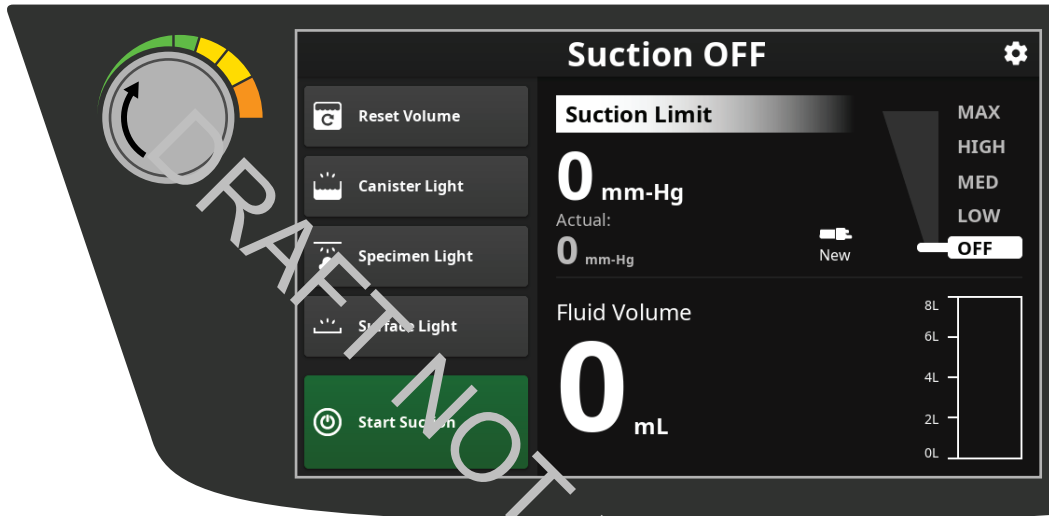 Suction OFF
Reset Volume
Canister Light
Specimen Light
Surface Light
Start Suction
Suction Limit
0 mm-Hg
Actual:
0 mm-Hg
New
MAX
HIGH
MED
LOW
OFF
Fluid Volume
0 mL
8L
6L
4L
2L
0L
DRAFT NOT